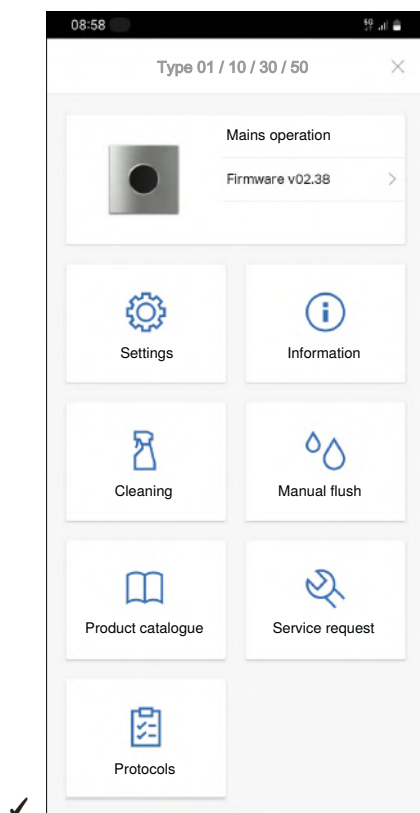 08:58
5G
Type 01 / 10 / 30 / 50
Mains operation
Firmware v02.38
Settings
Information
Cleaning
Manual flush
Product catalogue
Service request
Protocols